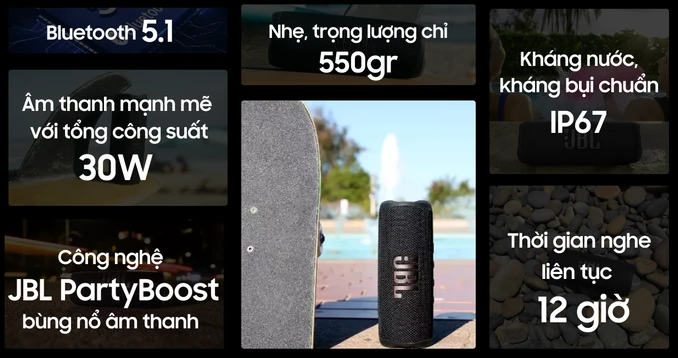 Bluetooth 5.1
Âm thanh mạnh mẽ
với tổng công suất
30W
Công nghệ
JBL PartyBoost
bùng nổ âm thanh
Nhẹ, trọng lượng chỉ
550gr
JBL
Kháng nước,
kháng bụi chuẩn
IP67
JBL
Thời gian nghe
liên tục
12 giờ